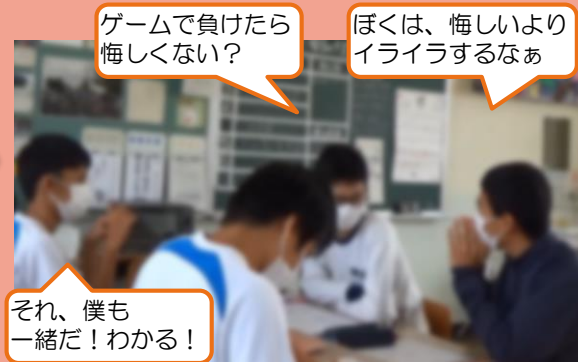 ゲームで負けたら
悔しくない？
ぼくは、悔しいより
イライラするなぁ
それ、僕も
一緒だ！わかる！